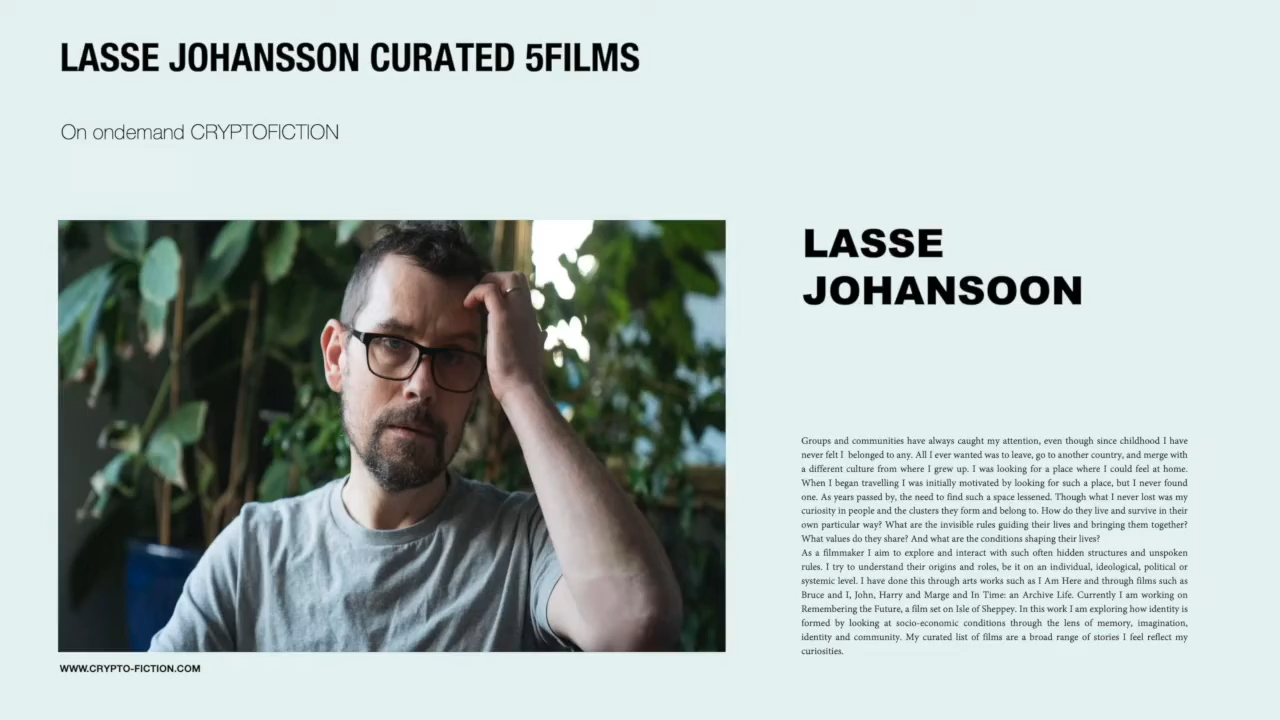 LASSE JOHANSSON CURATED 5FILMS
On ondemand CRYPTOFICTION
LASSE
JOHANSOON
Groups and communities have always caught my attention, even though since childhood I have
never felt I belonged to any. All I ever wanted was to leave, go to another country, and merge with
a different culture from where I grew up. I was looking for a place where I could feel at home.
When I began travelling I was initially motivated by looking for such a place, but I never found
one. As years passed by, the need to find such a space lessened. Though what I never lost was my
curiosity in people and the clusters they form and belong to. How do they live and survive in their
own particular way? What are the invisible rules guiding their lives and bringing them together?
What values do they share? And what are the conditions shaping their lives?
As a filmmaker I aim to explore and interact with such often hidden structures and unspoken
rules. I try to understand their origins and roles, be it on an individual, ideological, political or
systemic level. I have done this through arts works such as I Am Here and through films such as
Bruce and I, John, Harry and Marge and In Time: an Archive Life. Currently I am working on
Remembering the Future, a film set on Isle of Sheppey. In this work I am exploring how identity is
formed by looking at socio-economic conditions through the lens of memory, imagination,
identity and community. My curated list of films are a broad range of stories I feel reflect my
curiosities.
WWW.CRYPTO-FICTION.COM